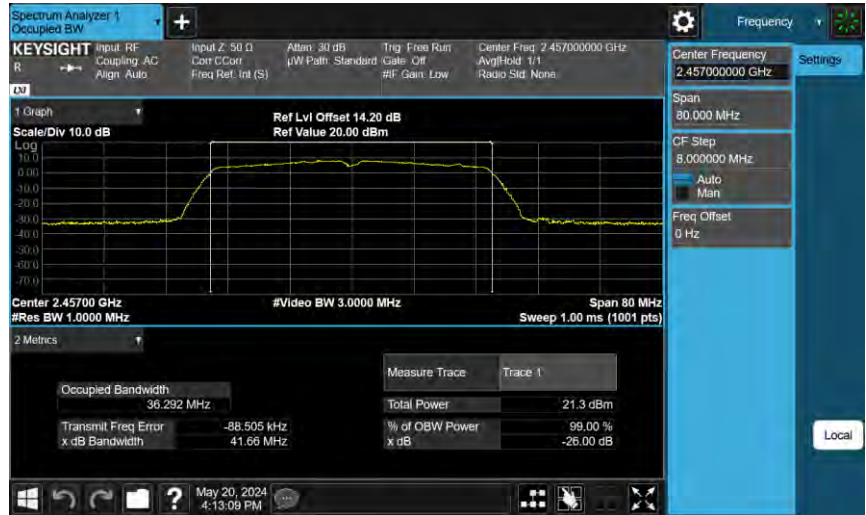 Spectrum Analyzer 1
Occupied BW
Frequency
KEYSIGHT
R
LXI
Input: RF
Coupling: AC
Align: Auto
Input Z: 50 Ω
Corr CCorr
Freq Ref: Int (S)
Atten: 30 dB
µW Path: Standard
Trig: Free Run
Gate: Off
#IF Gain: Low
Center Freq: 2.457000000 GHz
Avg|Hold: 1/1
Radio Std: None
Center Frequency
2.457000000 GHz
Settings
Span
80.000 MHz
CF Step
8.000000 MHz
Auto
Man
Freq Offset
0 Hz
Local
1 Graph
Scale/Div 10.0 dB
Ref Lvl Offset 14.20 dB
Ref Value 20.00 dBm
Log
10.0
0.00
-10.0
-20.0
-30.0
-40.0
-50.0
-60.0
-70.0
Center 2.45700 GHz
#Video BW 3.0000 MHz
Span 80 MHz
#Res BW 1.0000 MHz
Sweep 1.00 ms (1001 pts)
2 Metrics
Measure Trace
Trace 1
Occupied Bandwidth
36.292 MHz
Total Power
21.3 dBm
Transmit Freq Error
-88.505 kHz
% of OBW Power
99.00 %
x dB Bandwidth
41.66 MHz
x dB
-26.00 dB
May 20, 2024
4:13:09 PM